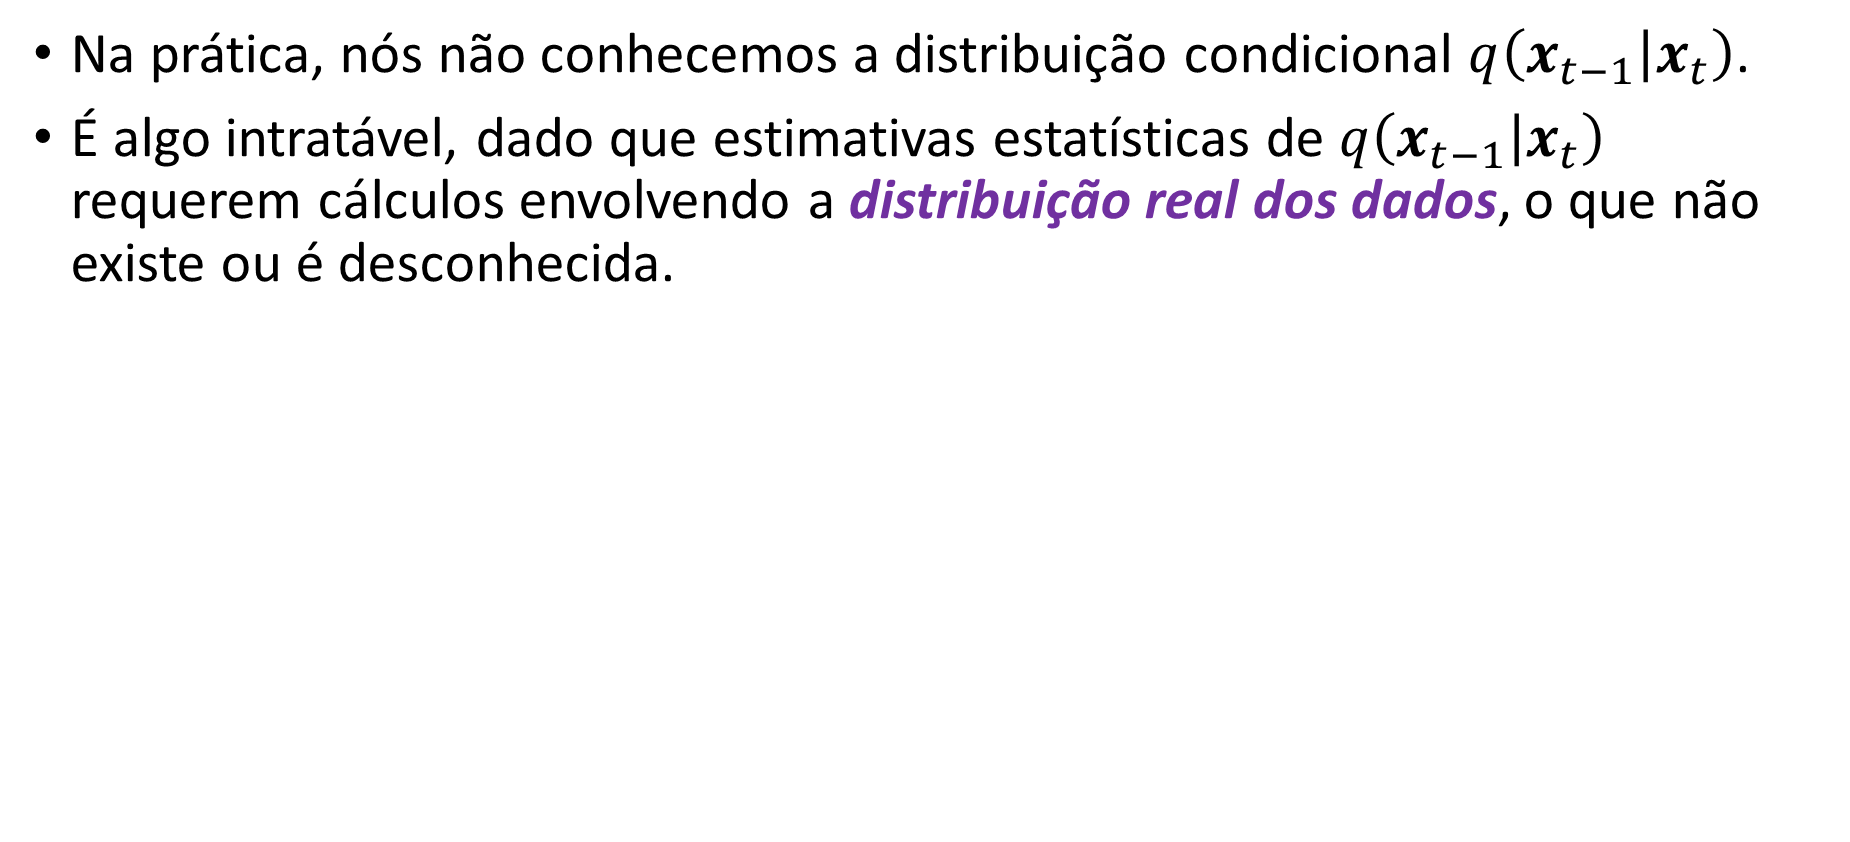 • Na prática, nós não conhecemos a distribuição condicional q(x_{t−1}|x_t).
• É algo intratável, dado que estimativas estatísticas de q(x_{t−1}|x_t)
requerem cálculos envolvendo a distribuição real dos dados, o que não
existe ou é desconhecida.